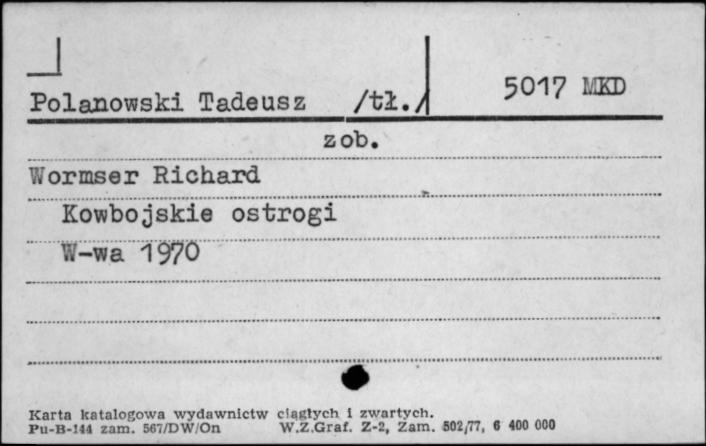 Polanowski Tadeusz /tł./ 5017 MKD
zob.
Wormser Richard
Kowbojskie ostrogi
W-wa 1970
Karta katalogowa wydawnictw ciągłych i zwartych.
Pu-B-144 zam. 567/DW/On W.Z.Graf. Z-2, Zam. 502/77, 6 400 000